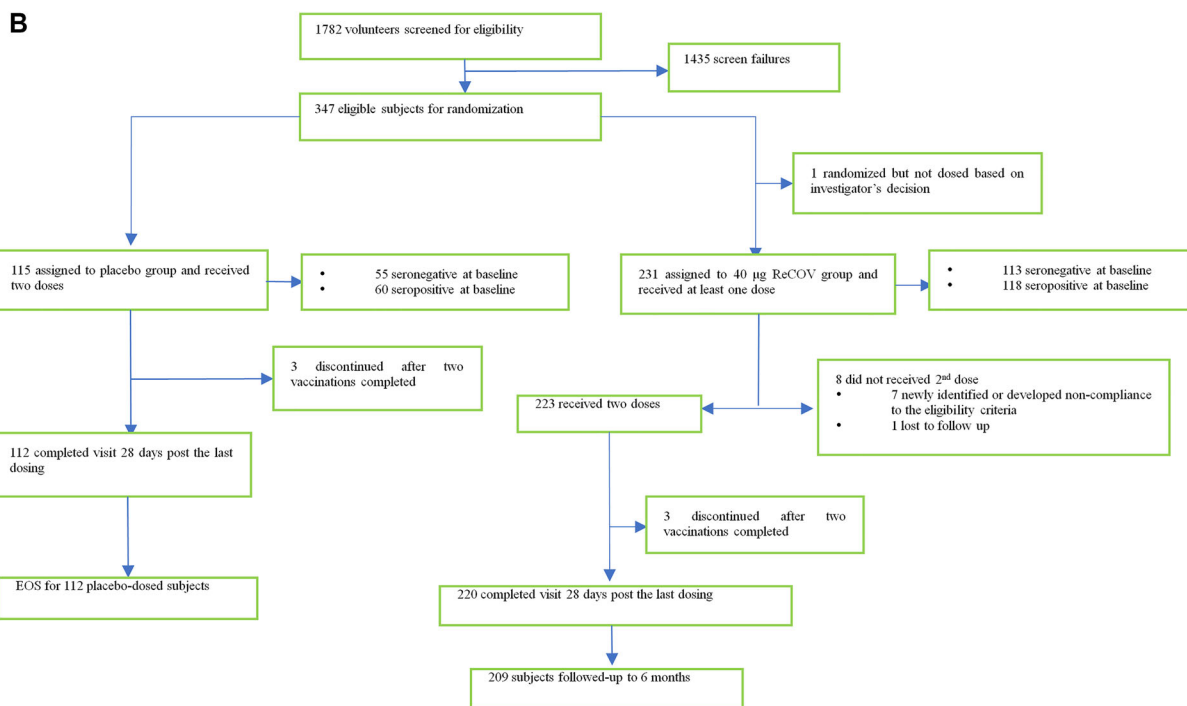 B
1782 volunteers screened for eligibility
1435 screen failures
347 eligible subjects for randomization
1 randomized but not dosed based on
investigator's decision
115 assigned to placebo group and received
two doses
• 55 seronegative at baseline
• 60 seropositive at baseline
231 assigned to 40 μg ReCOV group and
received at least one dose
• 113 seronegative at baseline
• 118 seropositive at baseline
3 discontinued after two
vaccinations completed
8 did not received 2nd dose
• 7 newly identified or developed non-compliance
to the eligibility criteria
• 1 lost to follow up
223 received two doses
112 completed visit 28 days post the last
dosing
3 discontinued after two
vaccinations completed
EOS for 112 placebo-dosed subjects
220 completed visit 28 days post the last dosing
209 subjects followed-up to 6 months